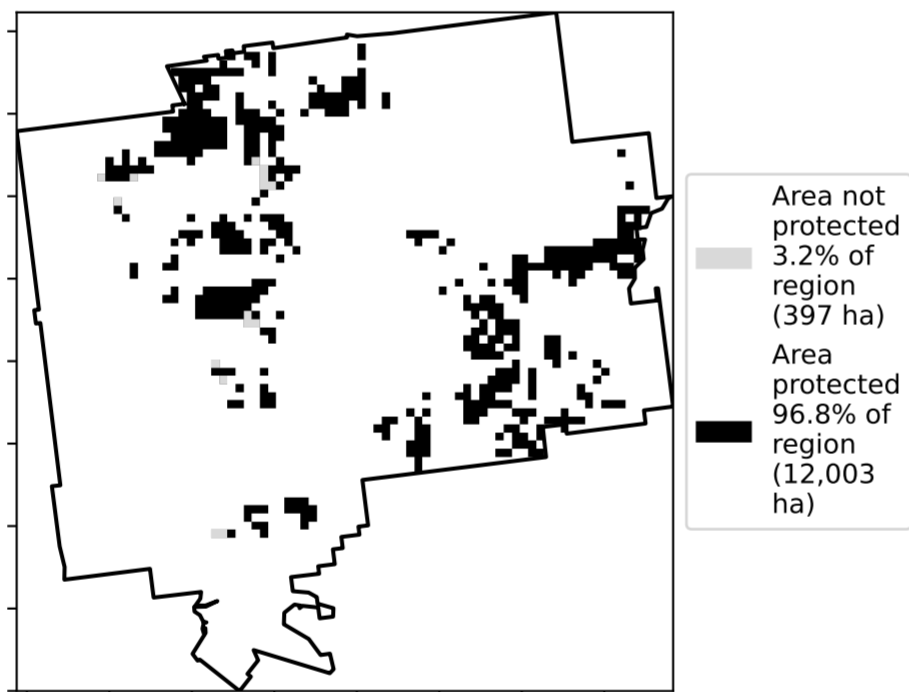 Area not
protected
3.2% of
region
(397 ha)
Area
protected
96.8% of
region
(12,003
ha)